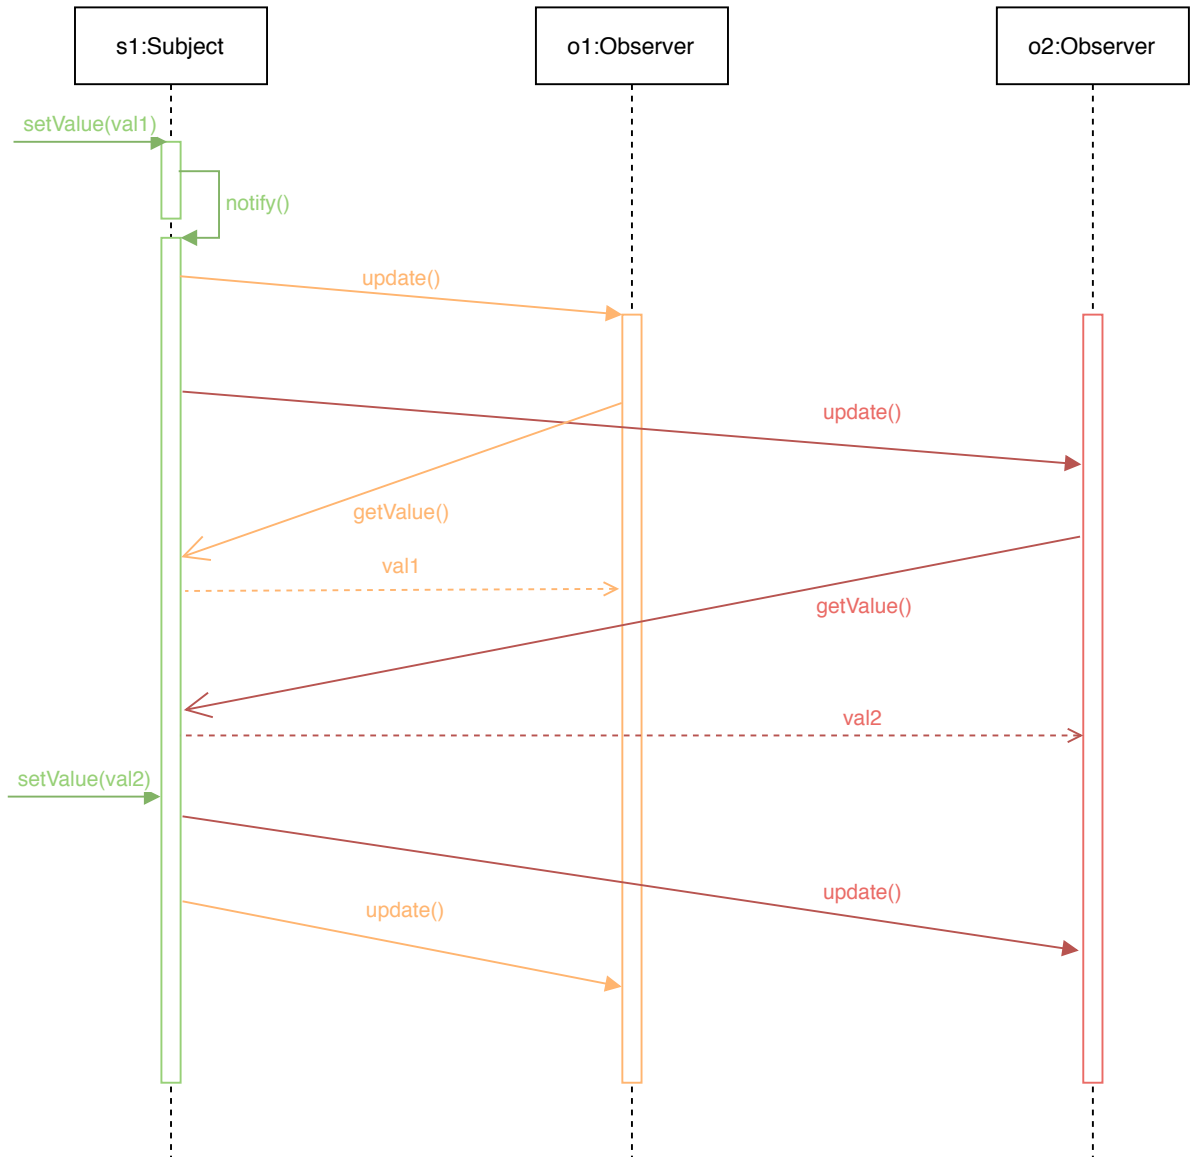 s1:Subject
o1:Observer
o2:Observer
setValue(val1)
notify()
update()
update()
getValue()
val1
getValue()
val2
setValue(val2)
update()
update()